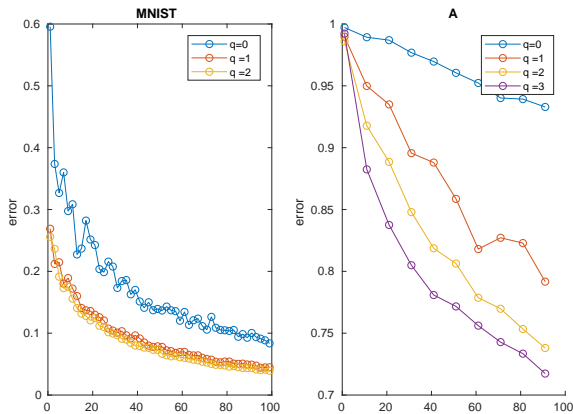 MNIST
error
0.6
0.5
0.4
0.3
0.2
0.1
0
0 20 40 60 80 100
q=0
q =1
q =2
A
error
1
0.95
0.9
0.85
0.8
0.75
0.7
0 20 40 60 80 100
q=0
q =1
q =2
q =3